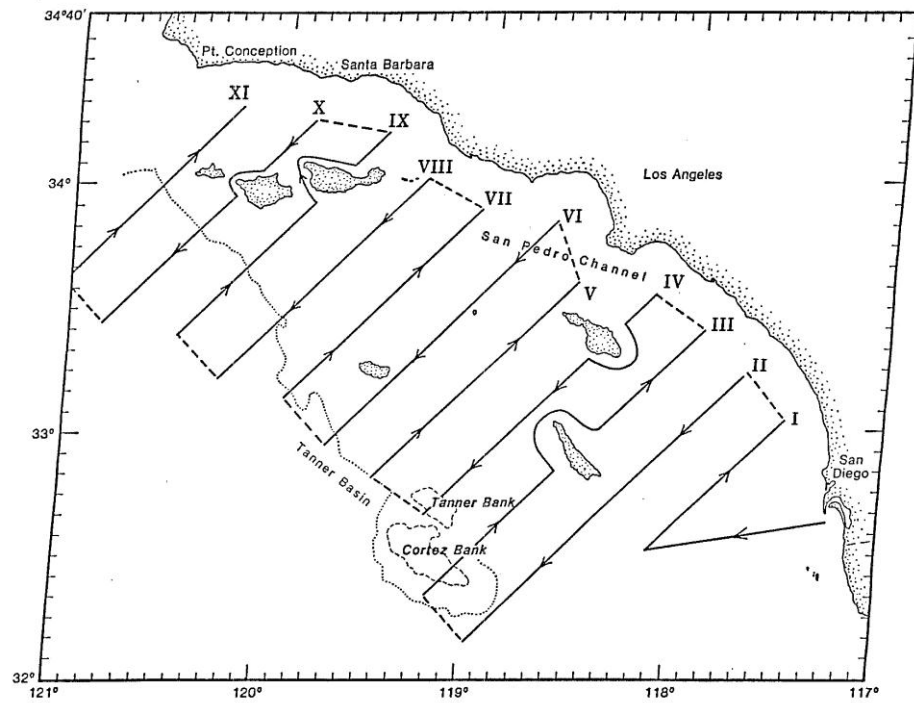 34°40'
Pt. Conception
Santa Barbara
XI
X
IX
Los Angeles
34°
VIII
VII
VI
San Pedro Channel
V
IV
III
II
I
33°
San
Diego
Tanner Basin
Tanner Bank
Cortez Bank
32°
121°
120°
119°
118°
117°